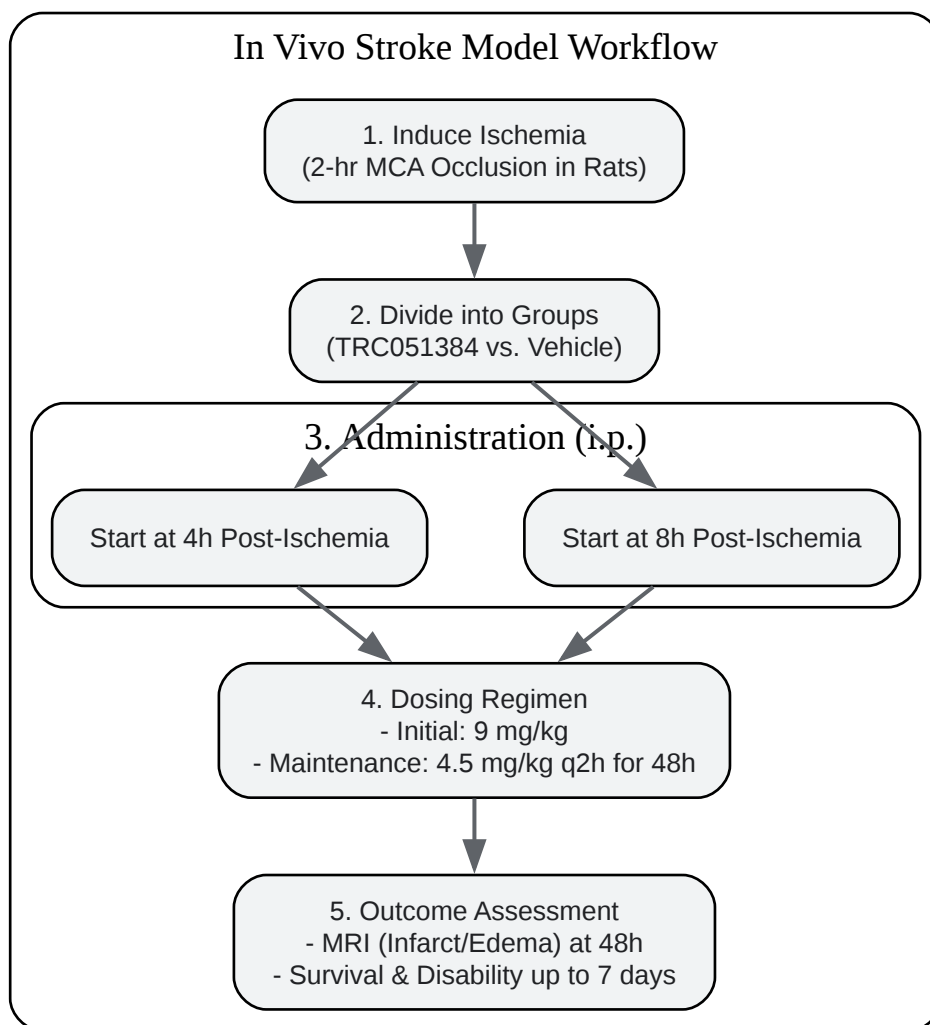 In Vivo Stroke Model Workflow
1. Induce Ischemia
(2-hr MCA Occlusion in Rats)
2. Divide into Groups
(TRC051384 vs. Vehicle)
3. Administration (i.p.)
Start at 4h Post-Ischemia
Start at 8h Post-Ischemia
4. Dosing Regimen
- Initial: 9 mg/kg
- Maintenance: 4.5 mg/kg q2h for 48h
5. Outcome Assessment
- MRI (Infarct/Edema) at 48h
- Survival & Disability up to 7 days